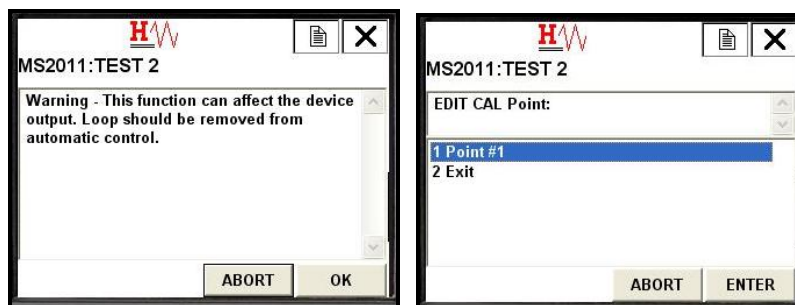 H
MS2011:TEST 2
Warning - This function can affect the device
output. Loop should be removed from
automatic control.
ABORT OK
H
MS2011:TEST 2
EDIT CAL Point:
1 Point #1
2 Exit
ABORT ENTER